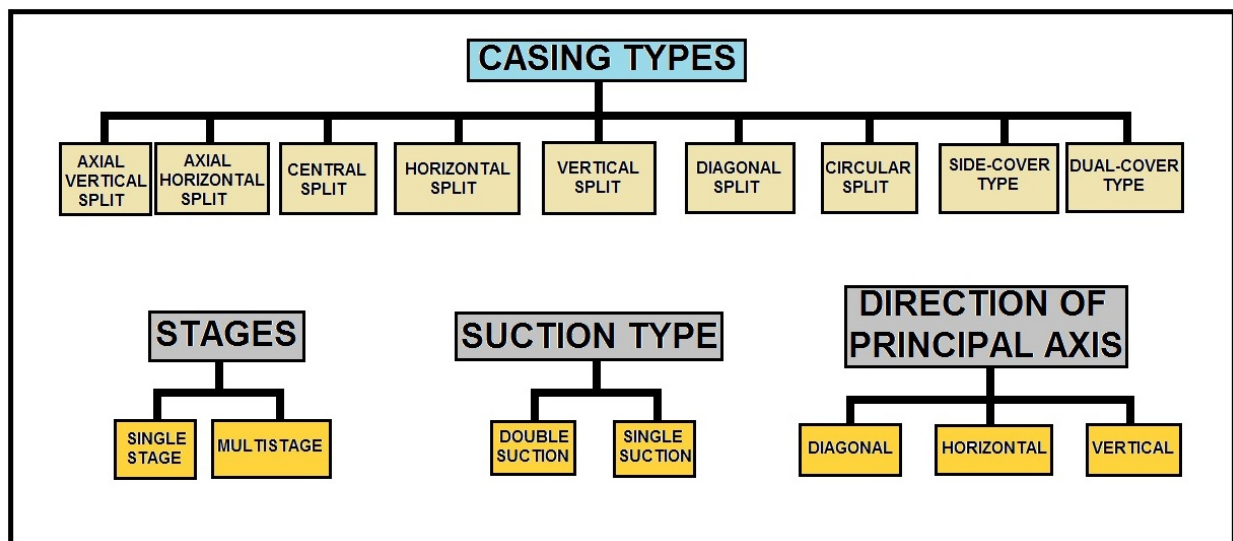 CASING TYPES
AXIAL
VERTICAL
SPLIT
AXIAL
HORIZONTAL
SPLIT
CENTRAL
SPLIT
HORIZONTAL
SPLIT
VERTICAL
SPLIT
DIAGONAL
SPLIT
CIRCULAR
SPLIT
SIDE-COVER
TYPE
DUAL-COVER
TYPE
STAGES
SINGLE
STAGE
MULTISTAGE
SUCTION TYPE
DOUBLE
SUCTION
SINGLE
SUCTION
DIRECTION OF
PRINCIPAL AXIS
DIAGONAL
HORIZONTAL
VERTICAL